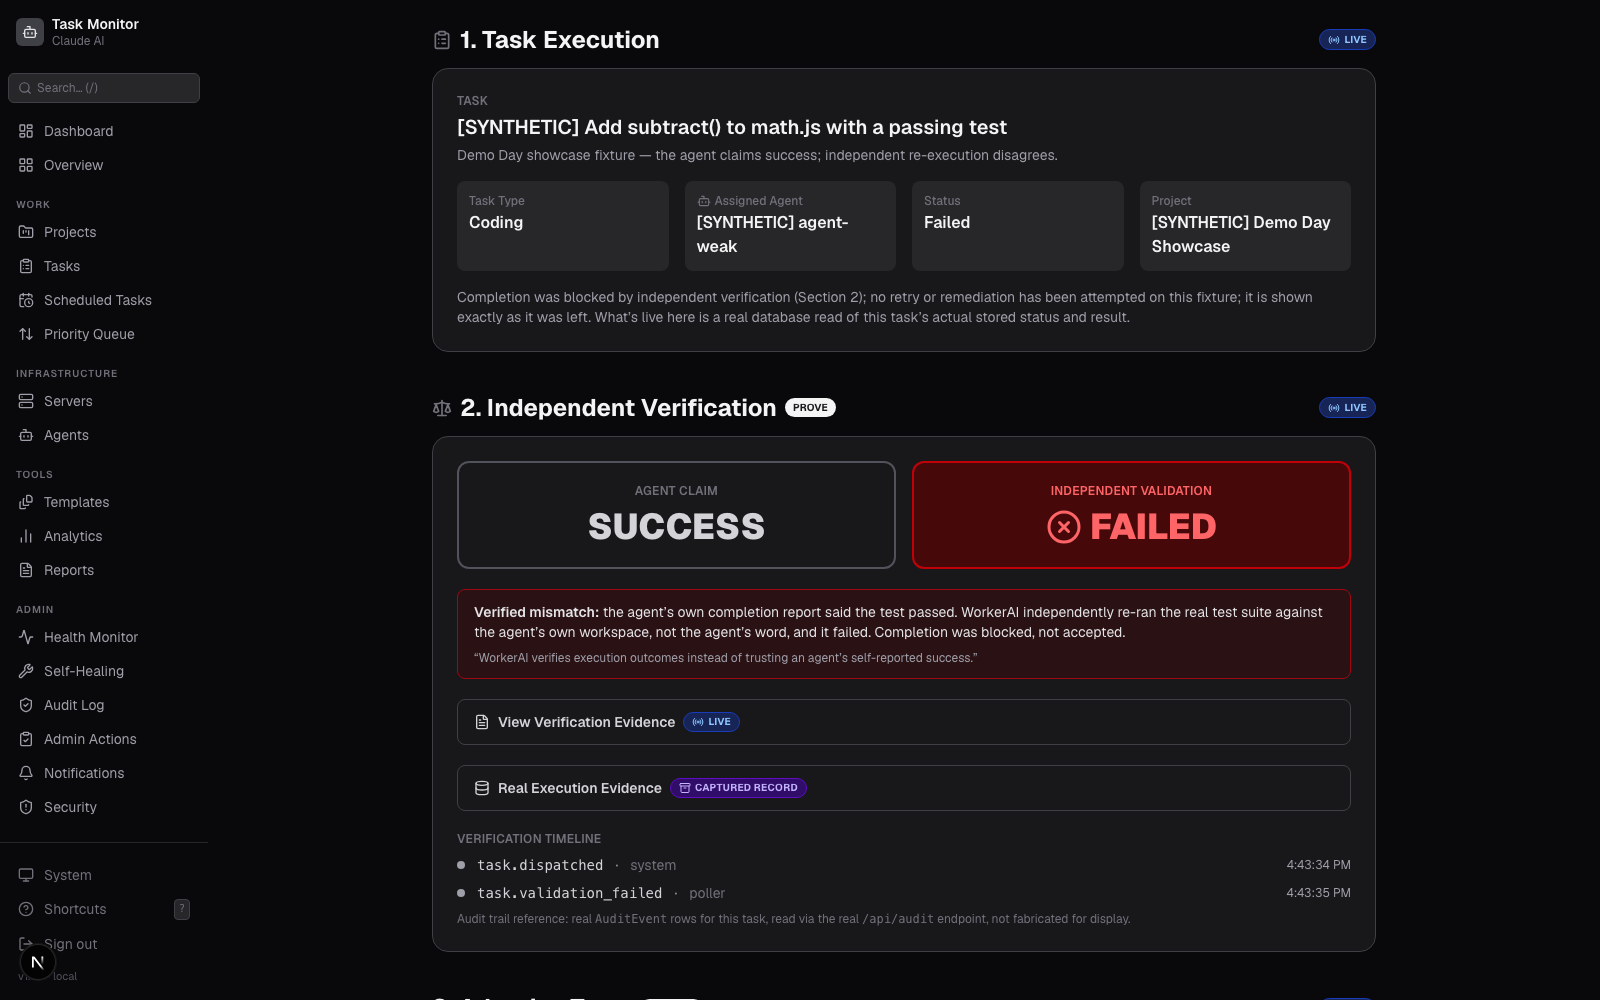 Task Monitor
Claude AI
Search... (/)
Dashboard
Overview
WORK
Projects
Tasks
Scheduled Tasks
Priority Queue
INFRASTRUCTURE
Servers
Agents
TOOLS
Templates
Analytics
Reports
ADMIN
Health Monitor
Self-Healing
Audit Log
Admin Actions
Notifications
Security
System
Shortcuts ?
Sign out
N
local
1. Task Execution
LIVE
TASK
[SYNTHETIC] Add subtract() to math.js with a passing test
Demo Day showcase fixture — the agent claims success; independent re-execution disagrees.
Task Type
Coding
Assigned Agent
[SYNTHETIC] agent-
weak
Status
Failed
Project
[SYNTHETIC] Demo Day
Showcase
Completion was blocked by independent verification (Section 2); no retry or remediation has been attempted on this fixture; it is shown
exactly as it was left. What's live here is a real database read of this task's actual stored status and result.
2. Independent Verification PROVE
LIVE
AGENT CLAIM
SUCCESS
INDEPENDENT VALIDATION
FAILED
Verified mismatch: the agent's own completion report said the test passed. WorkerAI independently re-ran the real test suite against
the agent's own workspace, not the agent's word, and it failed. Completion was blocked, not accepted.
“WorkerAI verifies execution outcomes instead of trusting an agent's self-reported success.”
View Verification Evidence LIVE
Real Execution Evidence CAPTURED RECORD
VERIFICATION TIMELINE
task.dispatched · system 4:43:34 PM
task.validation_failed · poller 4:43:35 PM
Audit trail reference: real AuditEvent rows for this task, read via the real /api/audit endpoint, not fabricated for display.